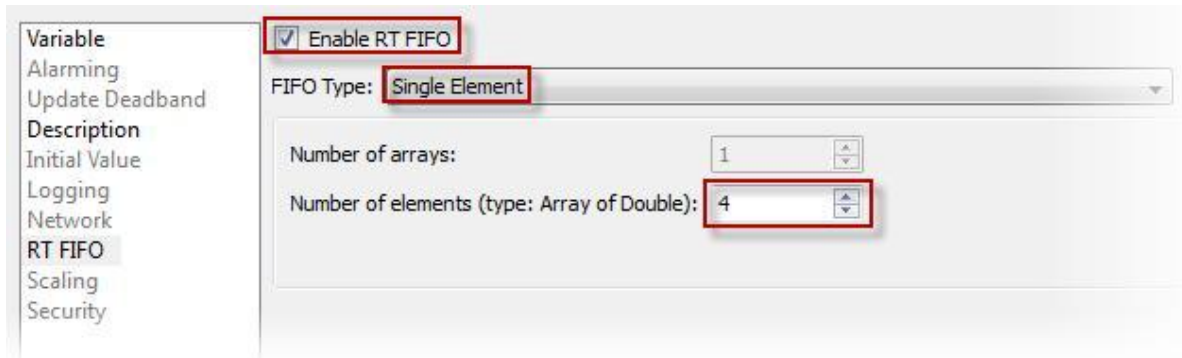 Variable
Alarming
Update Deadband
Description
Initial Value
Logging
Network
RT FIFO
Scaling
Security
Enable RT FIFO
FIFO Type: Single Element
Number of arrays: 1
Number of elements (type: Array of Double): 4